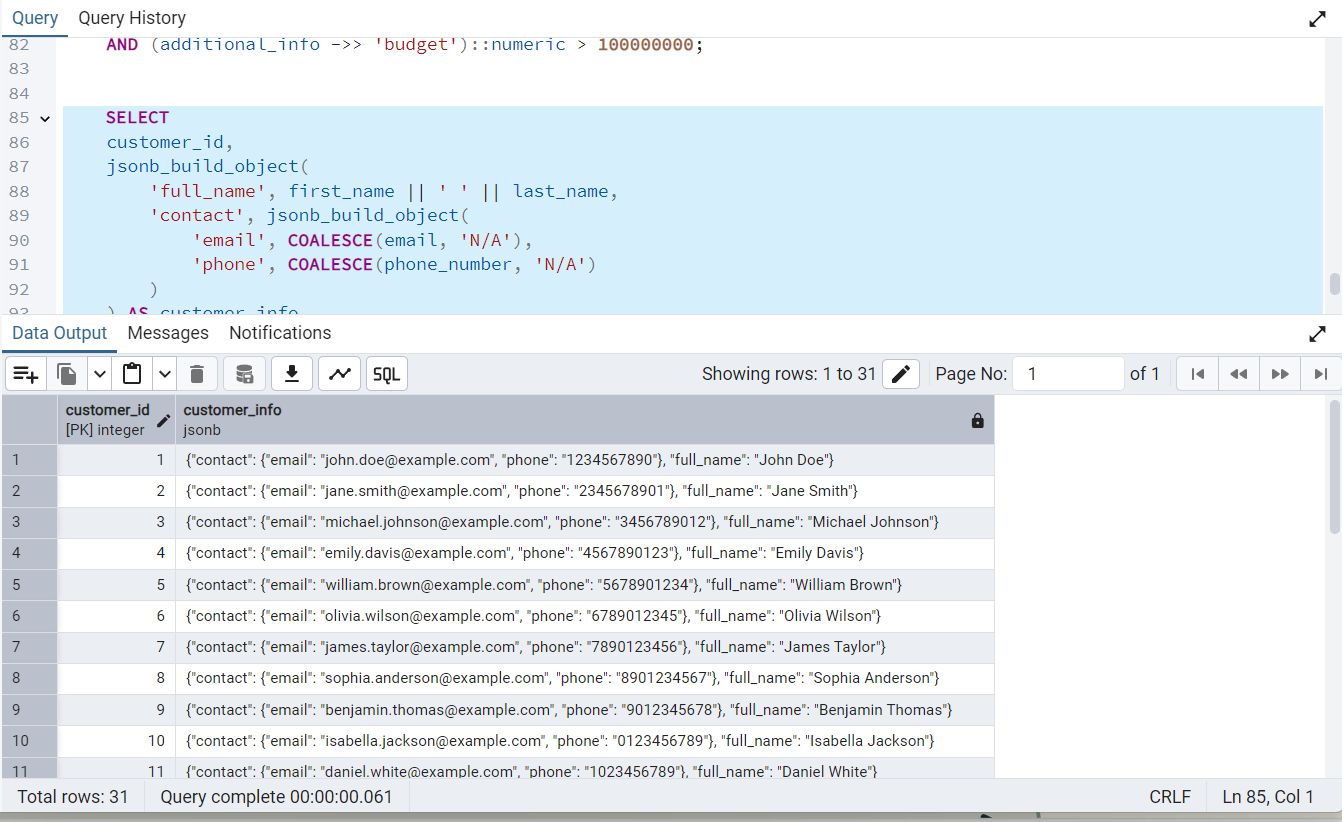 Query Query History
82 AND (additional_info ->> 'budget')::numeric > 100000000;
83
84
85 SELECT
86 customer_id,
87 jsonb_build_object(
88 'full_name', first_name || ' ' || last_name,
89 'contact', jsonb_build_object(
90 'email', COALESCE(email, 'N/A'),
91 'phone', COALESCE(phone_number, 'N/A')
92 )
93 ) AS customer_info
Data Output Messages Notifications
SQL Showing rows: 1 to 31 Page No: 1 of 1
customer_id customer_info
[PK] integer jsonb
1 1 {"contact": {"email": "john.doe@example.com", "phone": "1234567890"}, "full_name": "John Doe"}
2 2 {"contact": {"email": "jane.smith@example.com", "phone": "2345678901"}, "full_name": "Jane Smith"}
3 3 {"contact": {"email": "michael.johnson@example.com", "phone": "3456789012"}, "full_name": "Michael Johnson"}
4 4 {"contact": {"email": "emily.davis@example.com", "phone": "4567890123"}, "full_name": "Emily Davis"}
5 5 {"contact": {"email": "william.brown@example.com", "phone": "5678901234"}, "full_name": "William Brown"}
6 6 {"contact": {"email": "olivia.wilson@example.com", "phone": "6789012345"}, "full_name": "Olivia Wilson"}
7 7 {"contact": {"email": "james.taylor@example.com", "phone": "7890123456"}, "full_name": "James Taylor"}
8 8 {"contact": {"email": "sophia.anderson@example.com", "phone": "8901234567"}, "full_name": "Sophia Anderson"}
9 9 {"contact": {"email": "benjamin.thomas@example.com", "phone": "9012345678"}, "full_name": "Benjamin Thomas"}
10 10 {"contact": {"email": "isabella.jackson@example.com", "phone": "0123456789"}, "full_name": "Isabella Jackson"}
11 11 {"contact": {"email": "daniel.white@example.com", "phone": "1023456789"}, "full_name": "Daniel White"}
Total rows: 31 Query complete 00:00:00.061 CRLF Ln 85, Col 1